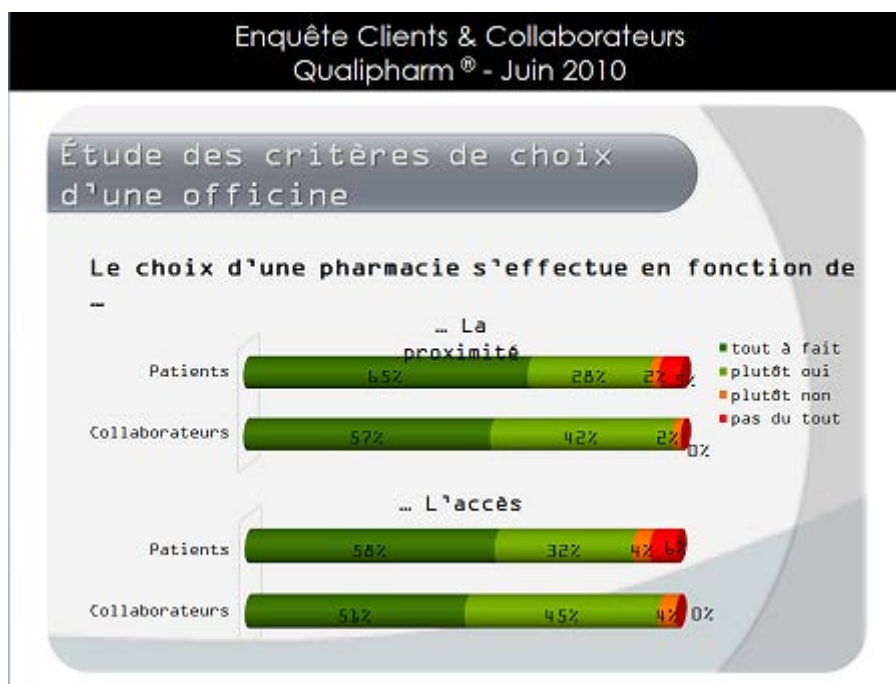 Enquête Clients & Collaborateurs
Qualipharm ® - Juin 2010
Étude des critères de choix
d'une officine
Le choix d'une pharmacie s'effectue en fonction de
…
… La
proximité
Patients 65% 28% 2%
Collaborateurs 57% 42% 2% 0%
tout à fait
plutôt oui
plutôt non
pas du tout
… L'accès
Patients 58% 32% 4% 6%
Collaborateurs 51% 45% 4% 0%